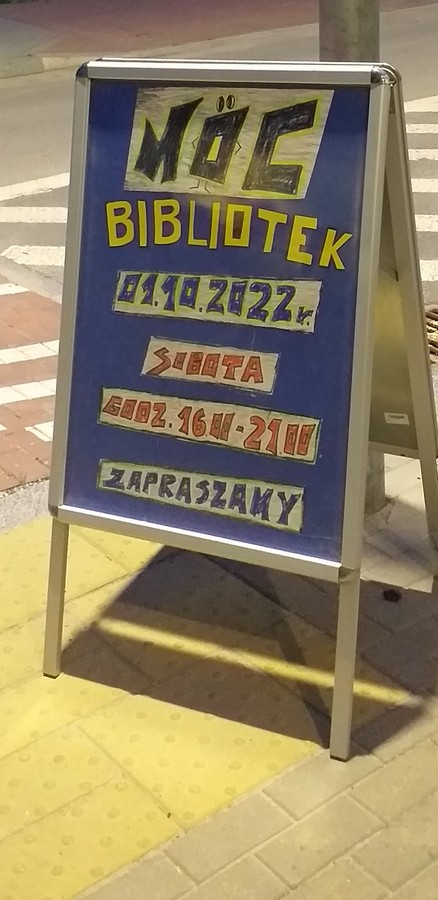 NOC
BIBLIOTEK
01.10.2022 r.
SOBOTA
GODZ. 16.00-21 00
ZAPRASZAMY